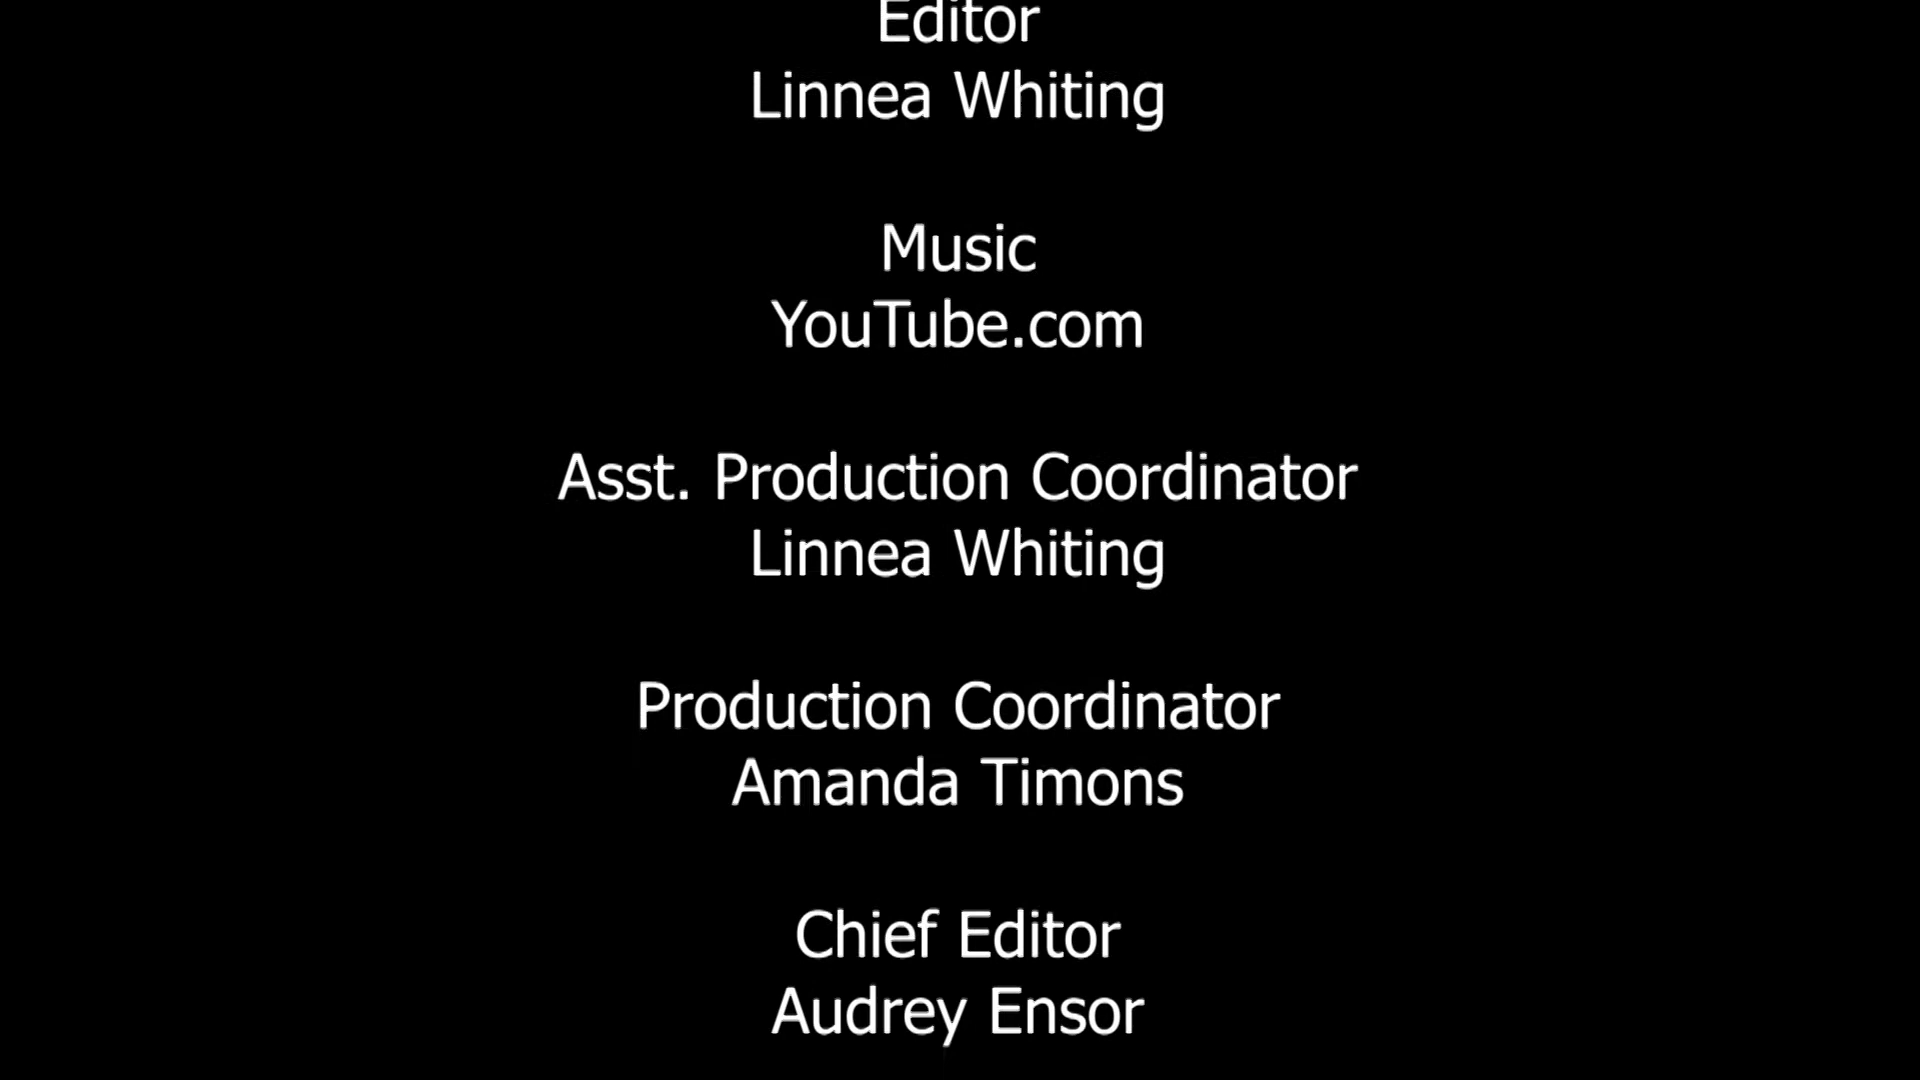 Editor
Linnea Whiting
Music
YouTube.com
Asst. Production Coordinator
Linnea Whiting
Production Coordinator
Amanda Timons
Chief Editor
Audrey Ensor